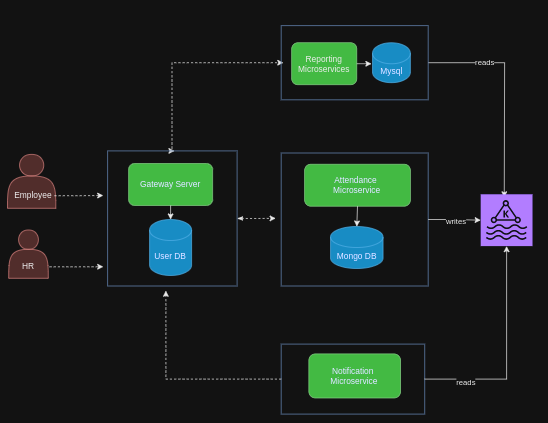 Reporting
Microservices
Mysql
reads
Employee
Gateway Server
User DB
HR
Attendance
Microservice
Mongo DB
writes
K
Notification
Microservice
reads